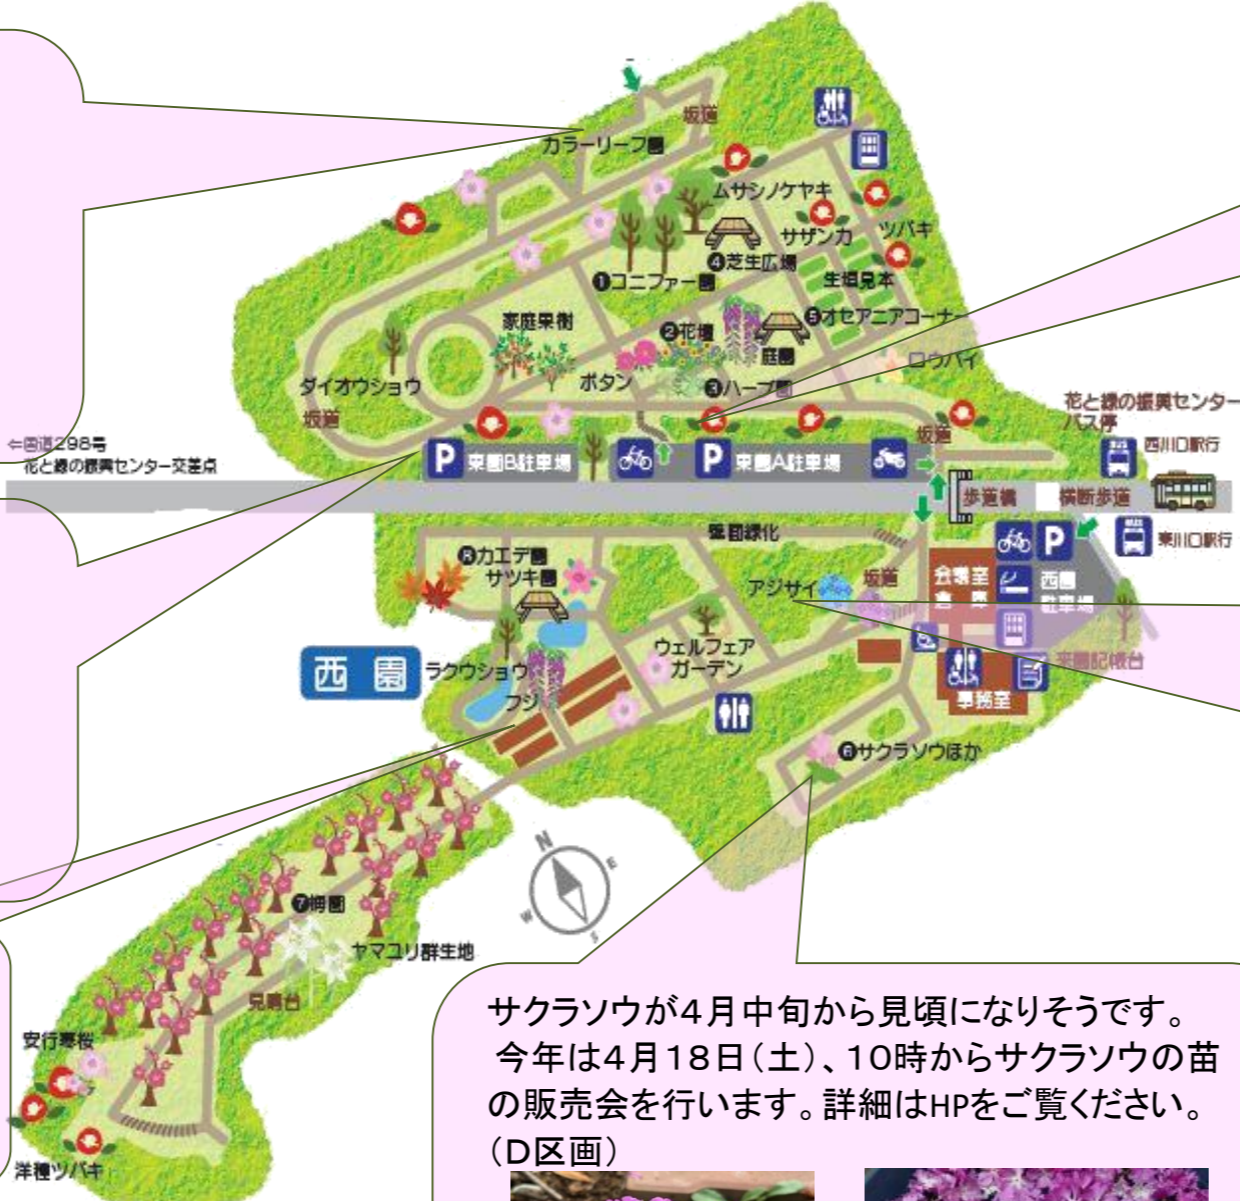 坂道
カラーリーフ園
ムサシノケヤキ
サザンカ
ツバキ
❹芝生広場
❶コニファー園
生垣見本
家庭果樹
❷花壇
❺オセアニアコーナー
庭園
ロウバイ
ダイオウショウ
ボタン
❸ハーブ園
坂道
花と緑の振興センター
バス停
西川口駅行
←国道298号
花と緑の振興センター交差点
P 東園B駐車場
P 東園A駐車場
坂道
歩道橋
横断歩道
東川口駅行
壁面緑化
❽カエデ園
サツキ園
アジサイ
坂道
会議室
倉庫
P
西園
駐車場
西園
ラクウショウ
ウェルフェア
ガーデン
来園記帳台
フジ
事務室
❻サクラソウほか
N
E
W
S
❼梅園
ヤマユリ群生地
見晴台
安行寒桜
洋種ツバキ
サクラソウが4月中旬から見頃になりそうです。
今年は4月18日(土)、10時からサクラソウの苗
の販売会を行います。詳細はHPをご覧ください。
(D区画)